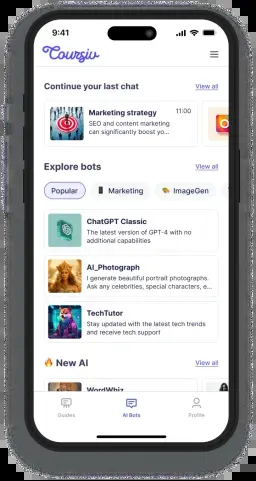 9:41
Coursiv
Continue your last chat
View all
Marketing strategy
11:00
SEO and content marketing
can significantly boost yo...
Explore bots
View all
Popular
Marketing
ImageGen
ChatGPT Classic
The latest version of GPT-4 with no
additional capabilities
AI_Photograph
I generate beautiful portrait photographs.
Ask any celebrities, special characters, e...
TechTutor
Stay updated with the latest tech trends
and receive tech support
New AI
View all
WordWhiz
Guides
AI Bots
Profile